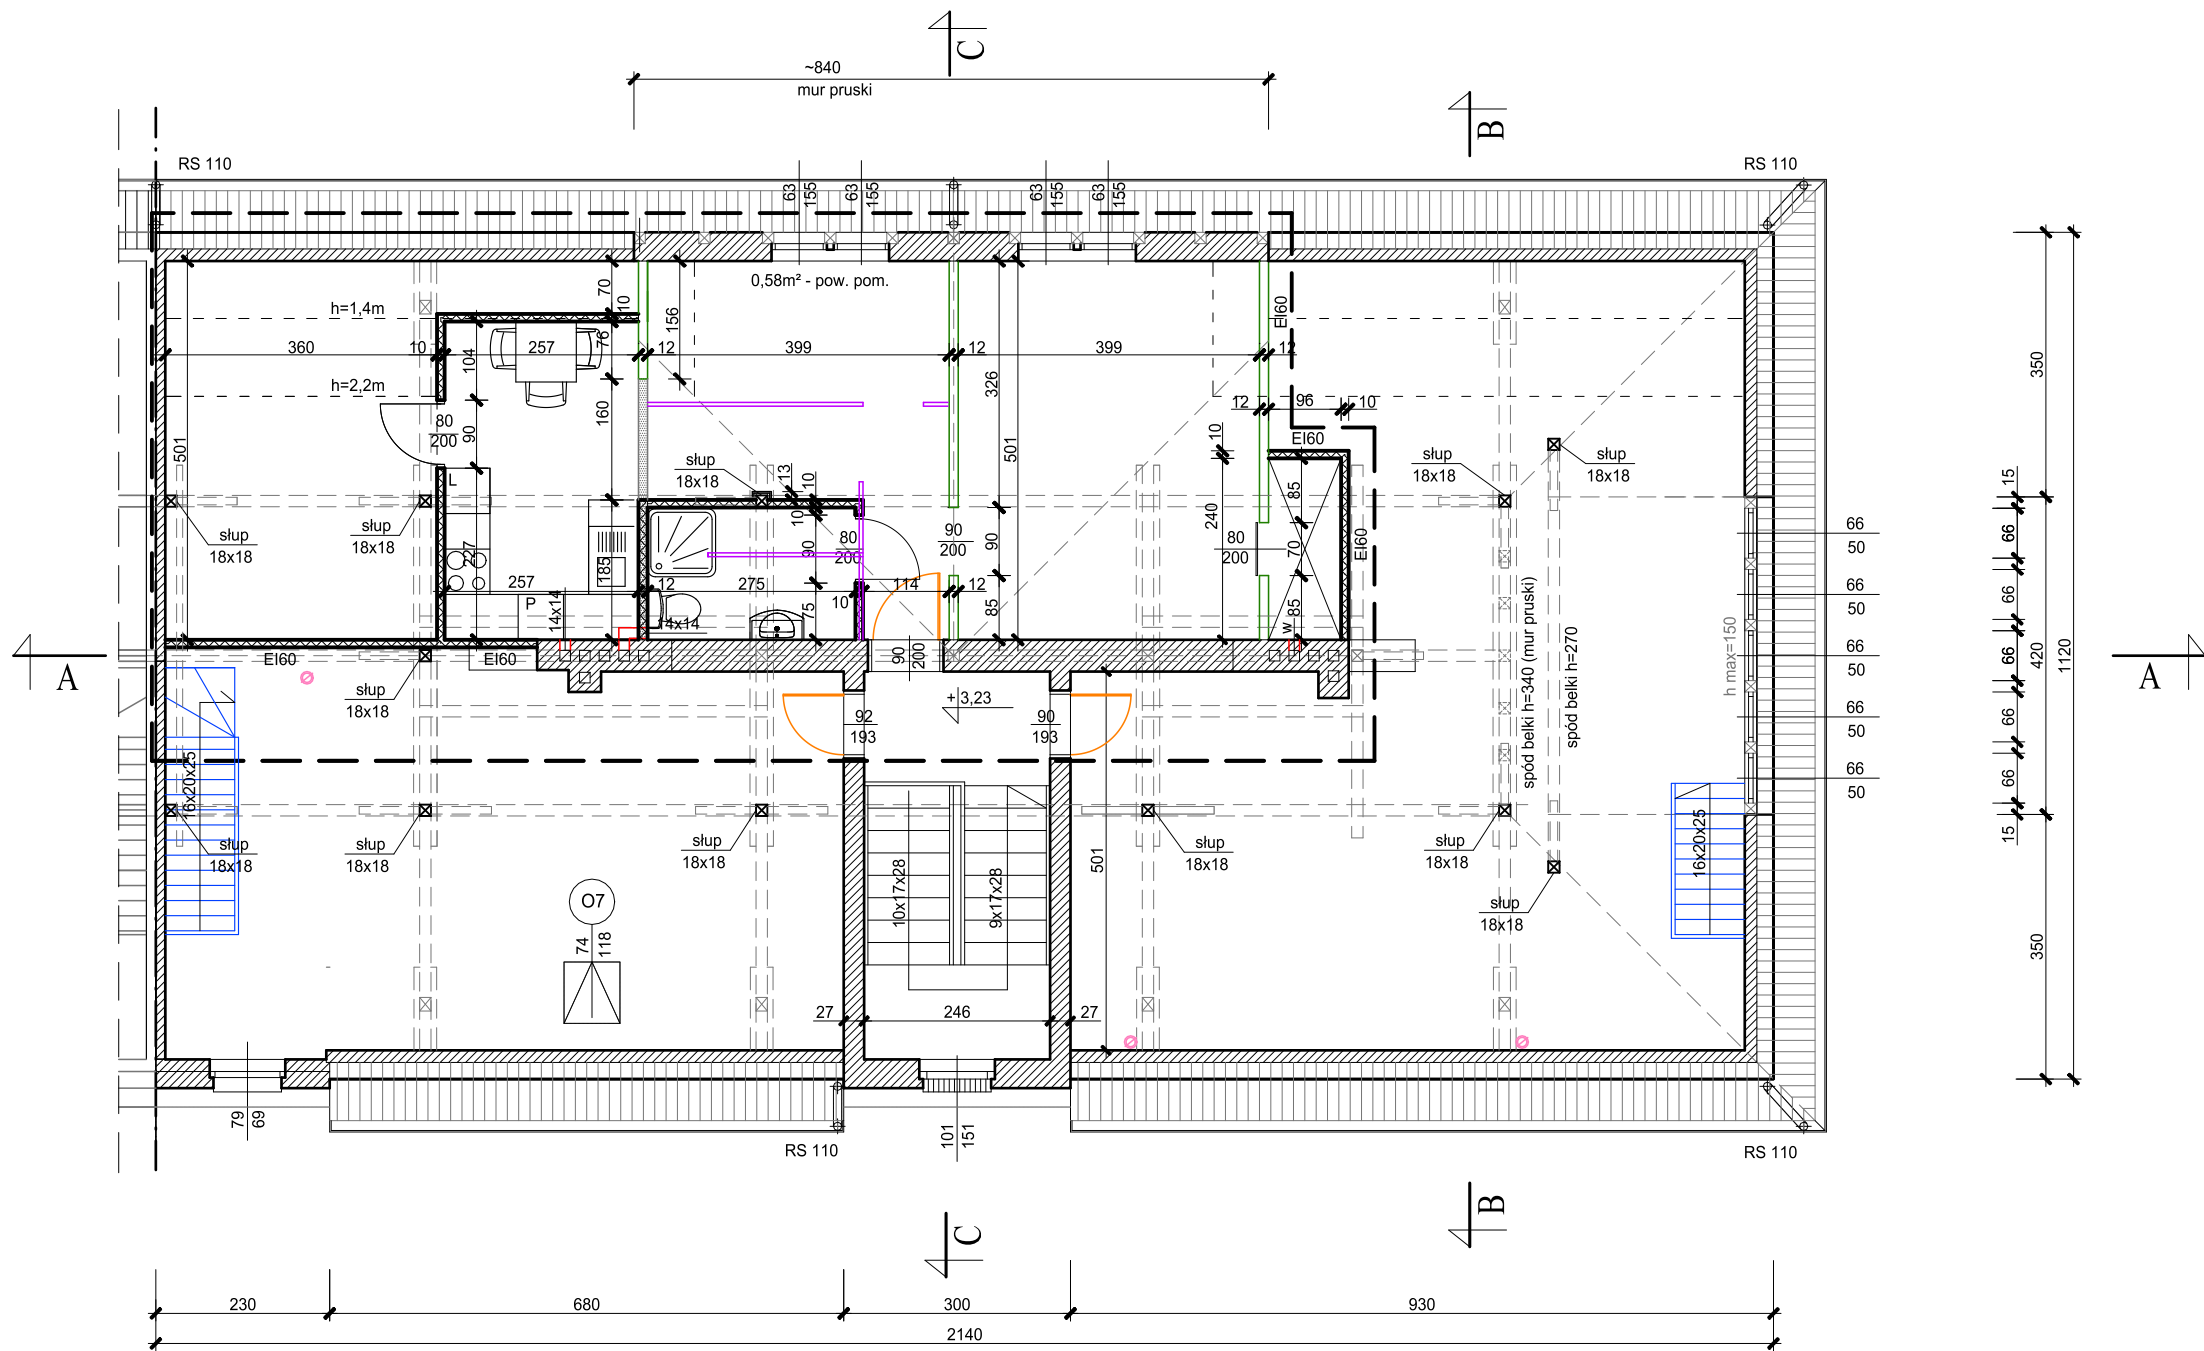 C
~840
mur pruski
B
RS 110
RS 110
63
155
63
155
63
155
63
155
0,58m² - pow. pom.
h=1,4m
70
10
156
EI60
360
10
104
257
76
12
399
12
399
12
h=2,2m
326
160
12
96
10
80
200
90
501
501
10
EI60
350
1120
słup
18x18
13
10
L
słup
18x18
słup
18x18
85
240
15
słup
18x18
słup
18x18
10
90
80
200
90
200
90
80
200
70
EI60
66
50
66
227
185
257
12
275
114
12
66
50
66
P
14x14
14x14
10
75
85
85
w
spód belki h=340 (mur pruski)
spód belki h=270
h max=150
EI60
EI60
90
200
66
50
66
420
A
A
słup
18x18
+ 3,23
92
193
90
193
501
66
50
66
16x20x25
66
50
66
15
słup
18x18
słup
18x18
słup
18x18
słup
18x18
słup
18x18
16x20x25
10x17x28
9x17x28
O7
74
118
słup
18x18
350
27
246
27
79
69
101
151
RS 110
RS 110
C
B
230
680
300
930
2140